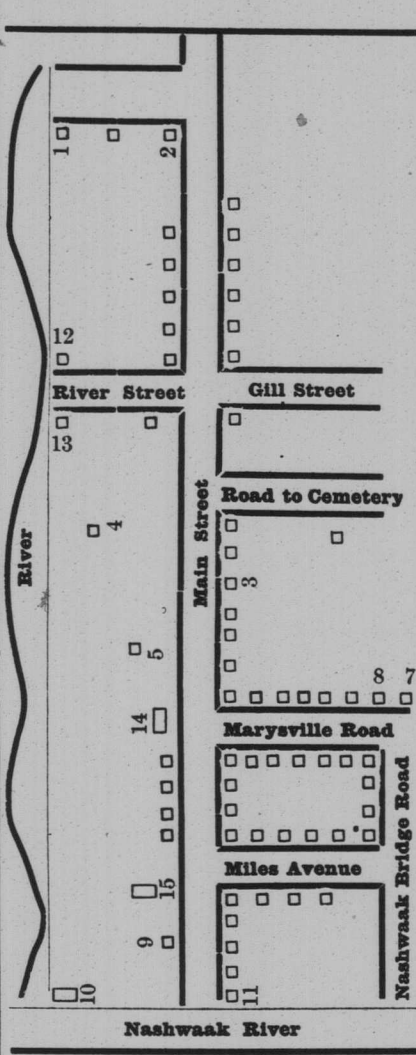 1
2
12
River Street
Gill Street
13
Road to Cemetery
4
Main Street
River
3
5
8
7
14
Marysville Road
15
Miles Avenue
Nashwaak Bridge Road
9
10
11
Nashwaak River